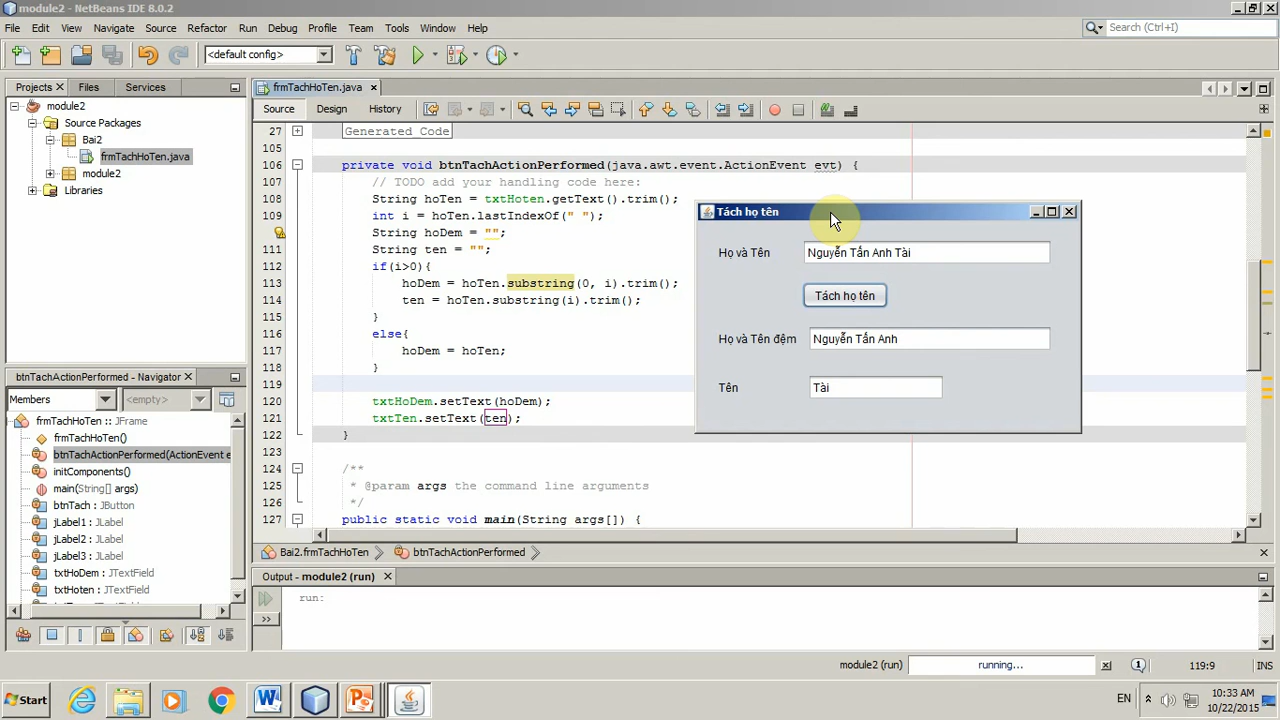 module2 - NetBeans IDE 8.0.2
File Edit View Navigate Source Refactor Run Debug Profile Team Tools Window Help
Search (Ctrl+I)
<default config>
Projects Files Services
module2
Source Packages
Bai2
frmTachHoTen.java
module2
Libraries
btnTachActionPerformed - Navigator
Members <empty>
frmTachHoTen :: JFrame
frmTachHoTen()
btnTachActionPerformed(ActionEvent e
initComponents()
main(String[] args)
btnTach : JButton
jLabel1 : JLabel
jLabel2 : JLabel
jLabel3 : JLabel
txtHoDem : JTextField
txtHoten : JTextField
frmTachHoTen.java
Source Design History
27 Generated Code
105
106 private void btnTachActionPerformed(java.awt.event.ActionEvent evt) {
107 // TODO add your handling code here:
108 String hoTen = txtHoten.getText().trim();
109 int i = hoTen.lastIndexOf(" ");
String hoDem = "";
111 String ten = "";
112 if(i>0){
113 hoDem = hoTen.substring(0, i).trim();
114 ten = hoTen.substring(i).trim();
115 }
116 else{
117 hoDem = hoTen;
118 }
119
120 txtHoDem.setText(hoDem);
121 txtTen.setText(ten);
122 }
123
124 /**
125 * @param args the command line arguments
126 */
127 public static void main(String args[]) {
Tách họ tên
Họ và Tên Nguyễn Tấn Anh Tài
Tách họ tên
Họ và Tên đệm Nguyễn Tấn Anh
Tên Tài
Bai2.frmTachHoTen btnTachActionPerformed
Output - module2 (run)
run:
>>
module2 (run) running... 1 119:9 INS
Start
EN
10:33 AM
10/22/2015